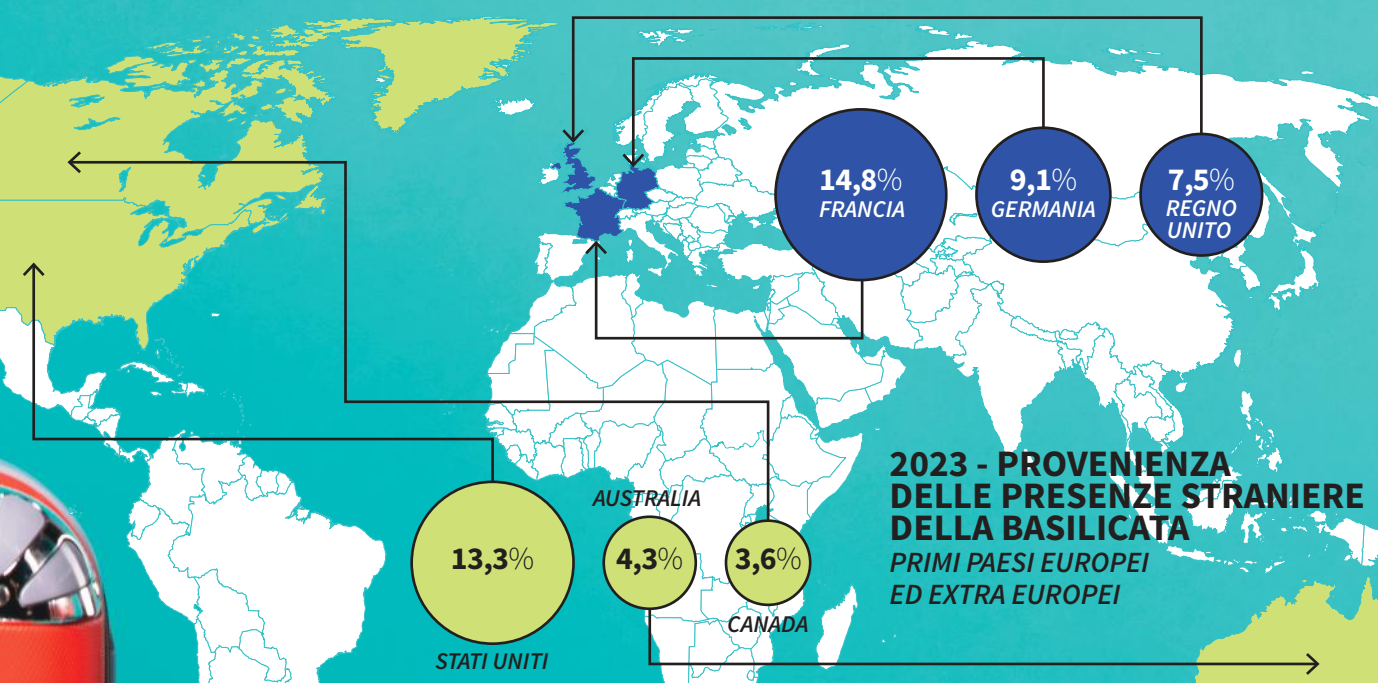 14,8%
FRANCIA
9,1%
GERMANIA
7,5%
REGNO
UNITO
2023 - PROVENIENZA
DELLE PRESENZE STRANIERE
DELLA BASILICATA
PRIMI PAESI EUROPEI
ED EXTRA EUROPEI
13,3%
STATI UNITI
AUSTRALIA
4,3%
3,6%
CANADA